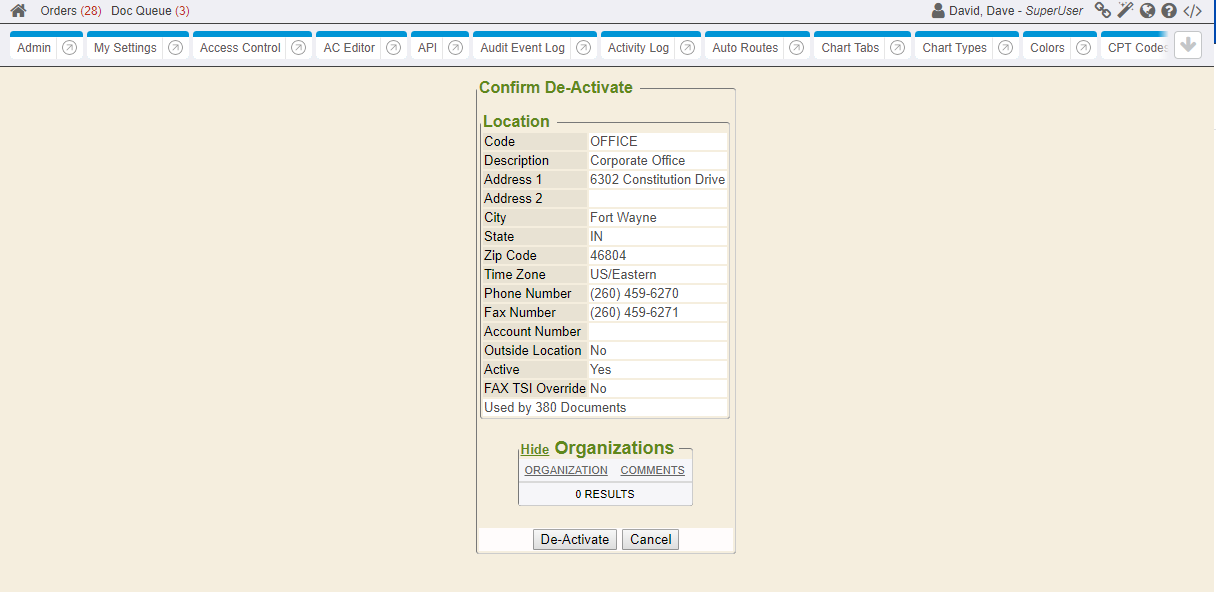 Orders (28) Doc Queue (3) David, Dave - SuperUser
Admin My Settings Access Control AC Editor API Audit Event Log Activity Log Auto Routes Chart Tabs Chart Types Colors CPT Codes
Confirm De-Activate
Location
Code OFFICE
Description Corporate Office
Address 1 6302 Constitution Drive
Address 2
City Fort Wayne
State IN
Zip Code 46804
Time Zone US/Eastern
Phone Number (260) 459-6270
Fax Number (260) 459-6271
Account Number
Outside Location No
Active Yes
FAX TSI Override No
Used by 380 Documents
Hide Organizations
ORGANIZATION COMMENTS
0 RESULTS
De-Activate Cancel